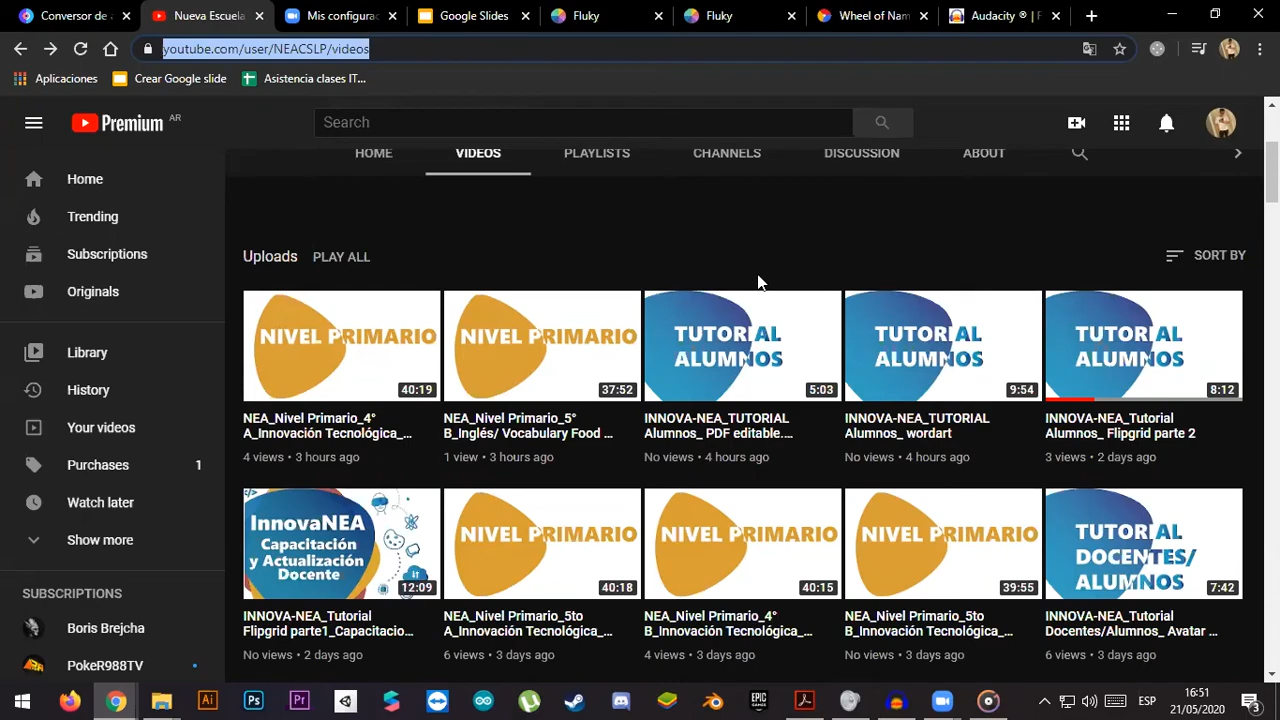 Conversor de a
Nueva Escuela
Mis configurac
Google Slides
Fluky
Fluky
Wheel of Nam
Audacity ® | F
youtube.com/user/NEACSLP/videos
Aplicaciones
Crear Google slide
Asistencia clases IT...
Premium AR
Search
HOME
VIDEOS
PLAYLISTS
CHANNELS
DISCUSSION
ABOUT
Home
Trending
Subscriptions
Originals
Library
History
Your videos
Purchases 1
Watch later
Show more
SUBSCRIPTIONS
Boris Brejcha
PokeR988TV
Uploads PLAY ALL
SORT BY
NIVEL PRIMARIO
40:19
NEA_Nivel Primario_4°
A_Innovación Tecnológica_...
4 views • 3 hours ago
NIVEL PRIMARIO
37:52
NEA_Nivel Primario_5°
B_Inglés/ Vocabulary Food ...
1 view • 3 hours ago
TUTORIAL
ALUMNOS
5:03
INNOVA-NEA_TUTORIAL
Alumnos_ PDF editable....
No views • 4 hours ago
TUTORIAL
ALUMNOS
9:54
INNOVA-NEA_TUTORIAL
Alumnos_ wordart
No views • 4 hours ago
TUTORIAL
ALUMNOS
8:12
INNOVA-NEA_Tutorial
Alumnos_ Flipgrid parte 2
3 views • 2 days ago
InnovaNEA
Capacitación
y Actualización
Docente
12:09
INNOVA-NEA_Tutorial
Flipgrid parte1_Capacitacio...
No views • 2 days ago
NIVEL PRIMARIO
40:18
NEA_Nivel Primario_5to
A_Innovación Tecnológica_...
6 views • 3 days ago
NIVEL PRIMARIO
40:15
NEA_Nivel Primario_4°
B_Innovación Tecnológica_...
4 views • 3 days ago
NIVEL PRIMARIO
39:55
NEA_Nivel Primario_5to
B_Innovación Tecnológica_...
No views • 3 days ago
TUTORIAL
DOCENTES/
ALUMNOS
7:42
INNOVA-NEA_Tutorial
Docentes/Alumnos_ Avatar ...
6 views • 3 days ago
Ai
Ps
Pr
EPIC
GAMES
ESP
16:51
21/05/2020
3